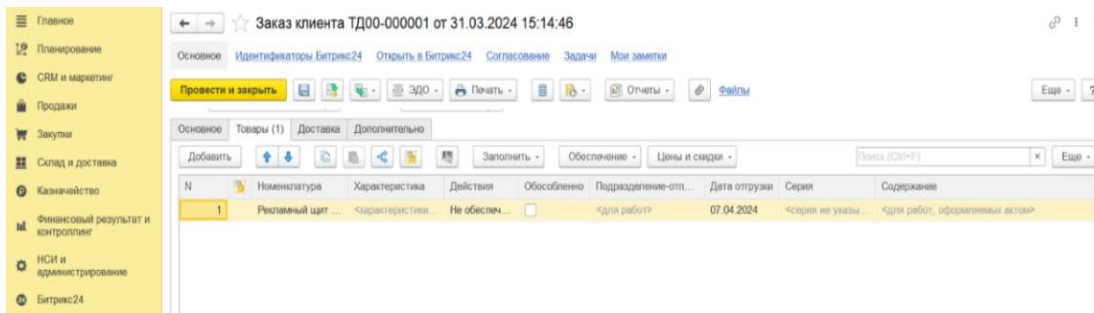 Главное
Планирование
CRM и маркетинг
Продажи
Закупки
Склад и доставка
Казначейство
Финансовый результат и
контроллинг
НСИ и
администрирование
Битрикс24
Заказ клиента ТД00-000001 от 31.03.2024 15:14:46
Основное Идентификаторы Битрикс24 Открыть в Битрикс24 Согласование Задачи Мои заметки
Провести и закрыть ЭДО Печать Отчеты Файлы Еще ?
Основное Товары (1) Доставка Дополнительно
Добавить Заполнить Обеспечение Цены и скидки Поиск (Ctrl+F) × Еще
N Номенклатура Характеристика Действия Обособленно Подразделение-отп... Дата отгрузки Серия Содержание
1 Рекламный щит ... <характеристики... Не обеспеч... <для работ> 07.04.2024 <серия не указы... <для работ, оформляемых актом>